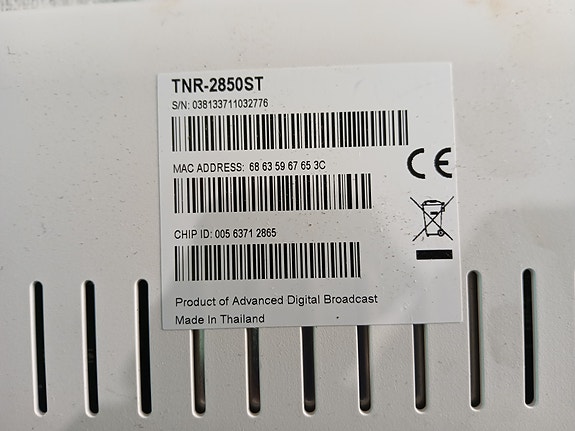 TNR-2850ST
S/N: 038133711032776
MAC ADDRESS: 68 63 59 67 65 3C
CE
CHIP ID: 005 6371 2865
Product of Advanced Digital Broadcast
Made In Thailand